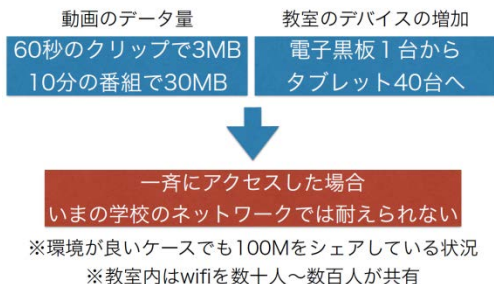 動画のデータ量
教室のデバイスの増加
60秒のクリップで3MB
10分の番組で30MB
電子黒板１台から
タブレット40台へ
一斉にアクセスした場合
いまの学校のネットワークでは耐えられない
※環境が良いケースでも100Mをシェアしている状況
※教室内はwifiを数十人〜数百人が共有